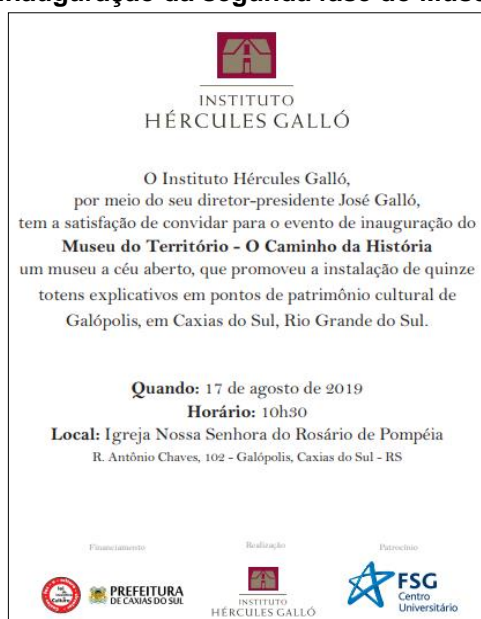 INSTITUTO
HÉRCULES GALLÓ
O Instituto Hércules Galló,
por meio do seu diretor-presidente José Galló,
tem a satisfação de convidar para o evento de inauguração do
Museu do Território - O Caminho da História
um museu a céu aberto, que promoveu a instalação de quinze
totens explicativos em pontos de patrimônio cultural de
Galópolis, em Caxias do Sul, Rio Grande do Sul.
Quando: 17 de agosto de 2019
Horário: 10h30
Local: Igreja Nossa Senhora do Rosário de Pompéia
R. Antônio Chaves, 102 - Galópolis, Caxias do Sul - RS
Financiamento
Realização
Patrocínio
PREFEITURA
DE CAXIAS DO SUL
INSTITUTO
HÉRCULES GALLÓ
FSG
Centro
Universitário